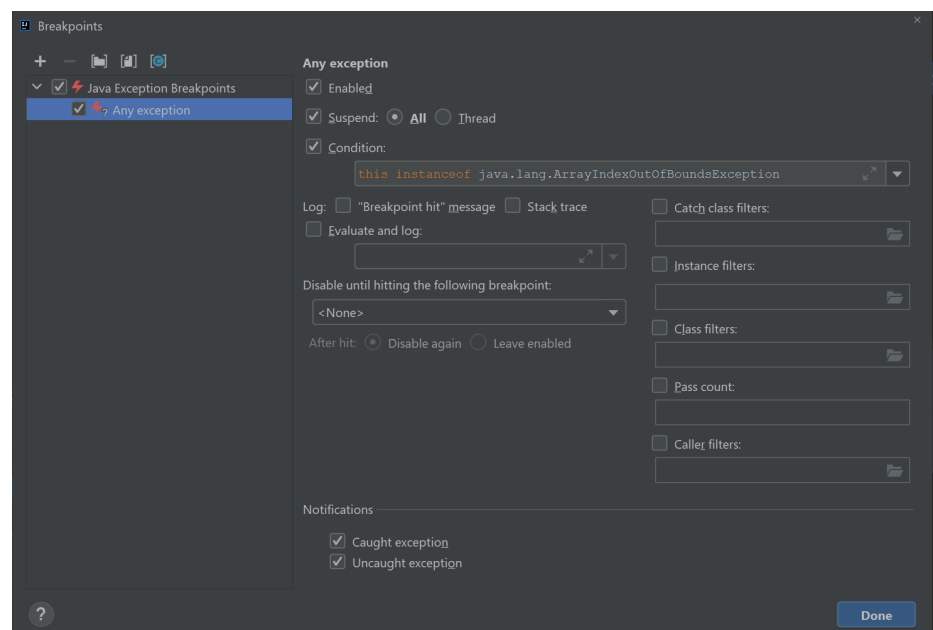 Breakpoints
Java Exception Breakpoints
Any exception
Any exception
Enabled
Suspend: All Thread
Condition:
this instanceof java.lang.ArrayIndexOutOfBoundsException
Log: "Breakpoint hit" message Stack trace
Evaluate and log:
Disable until hitting the following breakpoint:
<None>
After hit: Disable again Leave enabled
Catch class filters:
Instance filters:
Class filters:
Pass count:
Caller filters:
Notifications
Caught exception
Uncaught exception
?
Done